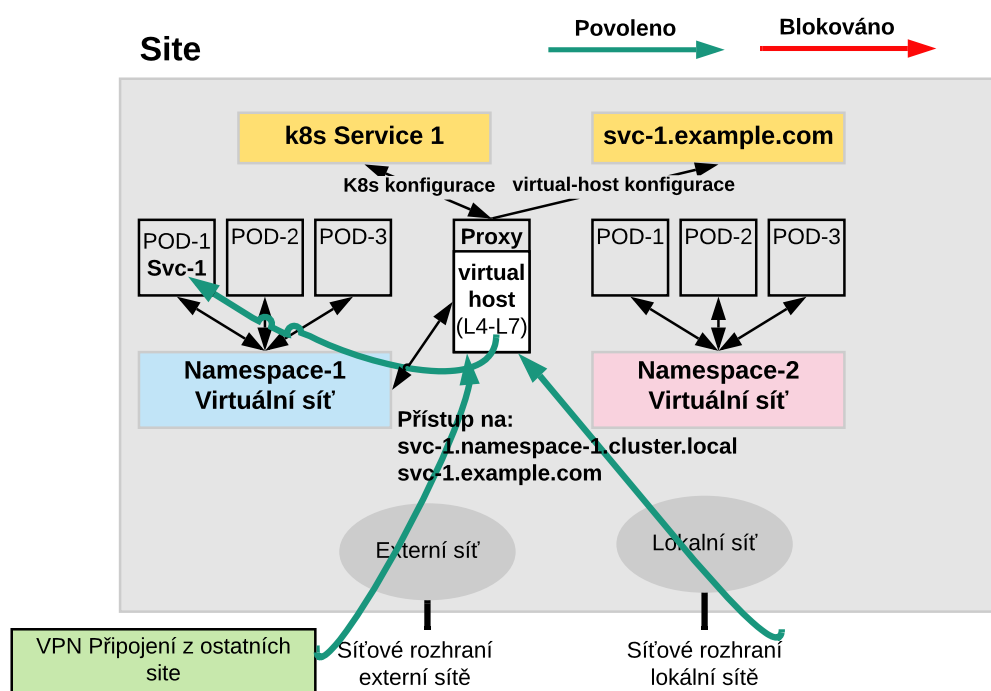 Povoleno
Blokováno
Site
k8s Service 1
svc-1.example.com
K8s konfigurace
virtual-host konfigurace
POD-1
Svc-1
POD-2
POD-3
Proxy
virtual
host
(L4-L7)
POD-1
POD-2
POD-3
Namespace-1
Virtuální síť
Namespace-2
Virtuální síť
Přístup na:
svc-1.namespace-1.cluster.local
svc-1.example.com
Externí síť
Lokalní síť
VPN Připojení z ostatních
site
Síťové rozhraní
externí sítě
Síťové rozhraní
lokální sítě